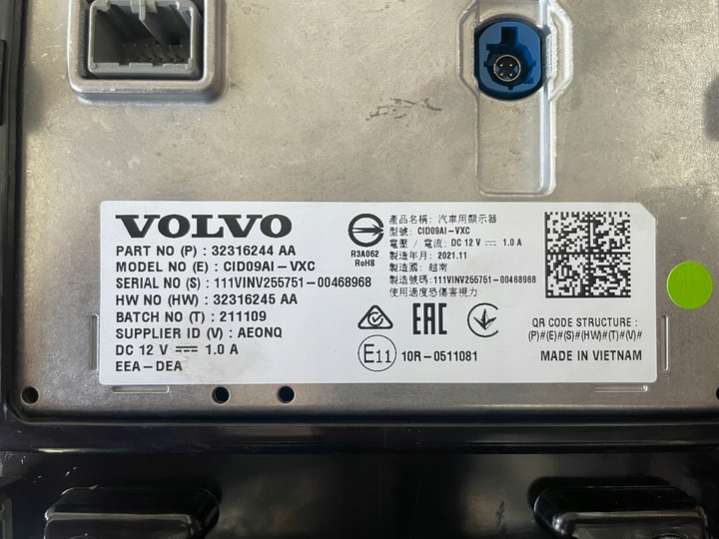 VOLVO
PART NO (P) : 32316244 AA
MODEL NO (E) : CID09AI-VXC
SERIAL NO (S) : 111VINV255751-00468968
HW NO (HW) : 32316245 AA
BATCH NO (T) : 211109
SUPPLIER ID (V) : AEONQ
DC 12 V ⎓ 1.0 A
EEA-DEA
R3A062
RoHS
產品名稱: 汽車用顯示器
型號: CID09AI-VXC
電壓 / 電流: DC 12 V ⎓ 1.0 A
製造年月: 2021.11
製造國: 越南
製造號碼: 111VINV255751-00468968
使用過度恐傷害視力
EAC
E11 10R-0511081
QR CODE STRUCTURE :
(P)#(E)#(S)#(HW)#(T)#(V)#
MADE IN VIETNAM